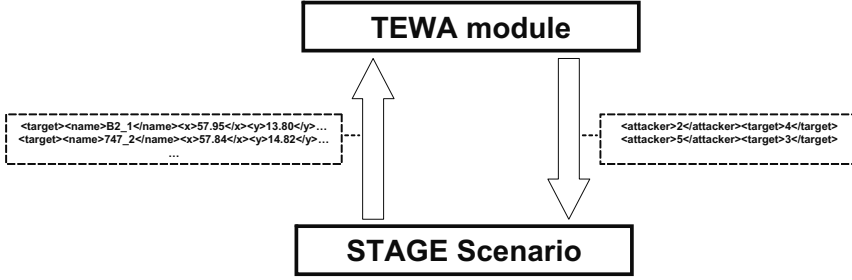 TEWA module
<target><name>B2_1</name><x>57.95</x><y>13.80</y>...
<target><name>747_2</name><x>57.84</x><y>14.82</y>...
...
<attacker>2</attacker><target>4</target>
<attacker>5</attacker><target>3</target>
STAGE Scenario